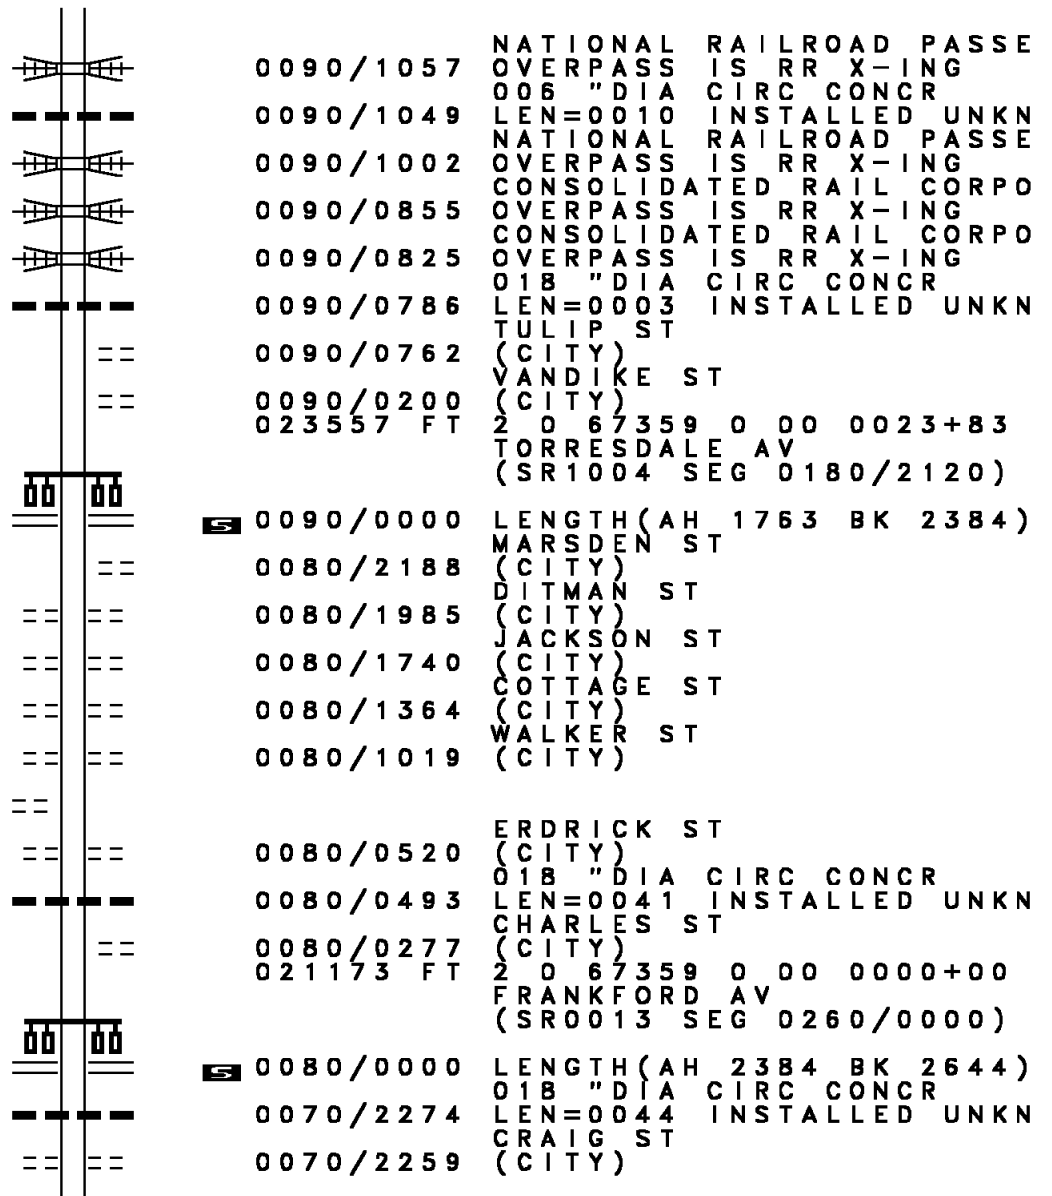 NATIONAL RAILROAD PASSE
0090/1057 OVERPASS IS RR X-ING
006 "DIA CIRC CONCR
0090/1049 LEN=0010 INSTALLED UNKN
NATIONAL RAILROAD PASSE
0090/1002 OVERPASS IS RR X-ING
CONSOLIDATED RAIL CORPO
0090/0855 OVERPASS IS RR X-ING
CONSOLIDATED RAIL CORPO
0090/0825 OVERPASS IS RR X-ING
018 "DIA CIRC CONCR
0090/0786 LEN=0003 INSTALLED UNKN
TULIP ST
0090/0762 (CITY)
VANDIKE ST
0090/0200 (CITY)
023557 FT 2 0 67359 0 00 0023+83
TORRESDALE AV
(SR1004 SEG 0180/2120)
S 0090/0000 LENGTH(AH 1763 BK 2384)
MARSDEN ST
0080/2188 (CITY)
DITMAN ST
0080/1985 (CITY)
JACKSON ST
0080/1740 (CITY)
COTTAGE ST
0080/1364 (CITY)
WALKER ST
0080/1019 (CITY)
ERDRICK ST
0080/0520 (CITY)
018 "DIA CIRC CONCR
0080/0493 LEN=0041 INSTALLED UNKN
CHARLES ST
0080/0277 (CITY)
021173 FT 2 0 67359 0 00 0000+00
FRANKFORD AV
(SR0013 SEG 0260/0000)
S 0080/0000 LENGTH(AH 2384 BK 2644)
018 "DIA CIRC CONCR
0070/2274 LEN=0044 INSTALLED UNKN
CRAIG ST
0070/2259 (CITY)